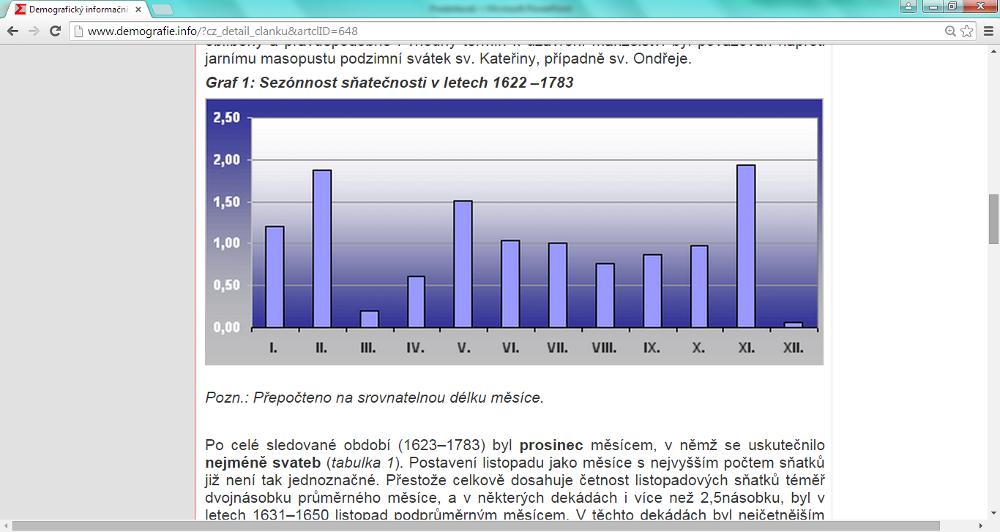 Demografický informační
Prezentace1 - Microsoft PowerPoint
www.demografie.info/?cz_detail_clanku&artclID=648
jarnímu masopustu podzimní svátek sv. Kateřiny, případně sv. Ondřeje.
Graf 1: Sezónnost sňatečnosti v letech 1622 –1783
2,50
2,00
1,50
1,00
0,50
0,00
I. II. III. IV. V. VI. VII. VIII. IX. X. XI. XII.
Pozn.: Přepočteno na srovnatelnou délku měsíce.
Po celé sledované období (1623–1783) byl prosinec měsícem, v němž se uskutečnilo
nejméně svateb (tabulka 1). Postavení listopadu jako měsíce s nejvyšším počtem sňatků
již není tak jednoznačné. Přestože celkově dosahuje četnost listopadových sňatků téměř
dvojnásobku průměrného měsíce, a v některých dekádách i více než 2,5násobku, byl v
letech 1631–1650 listopad podprůměrným měsícem. V těchto dekádách byl nejčetnějším